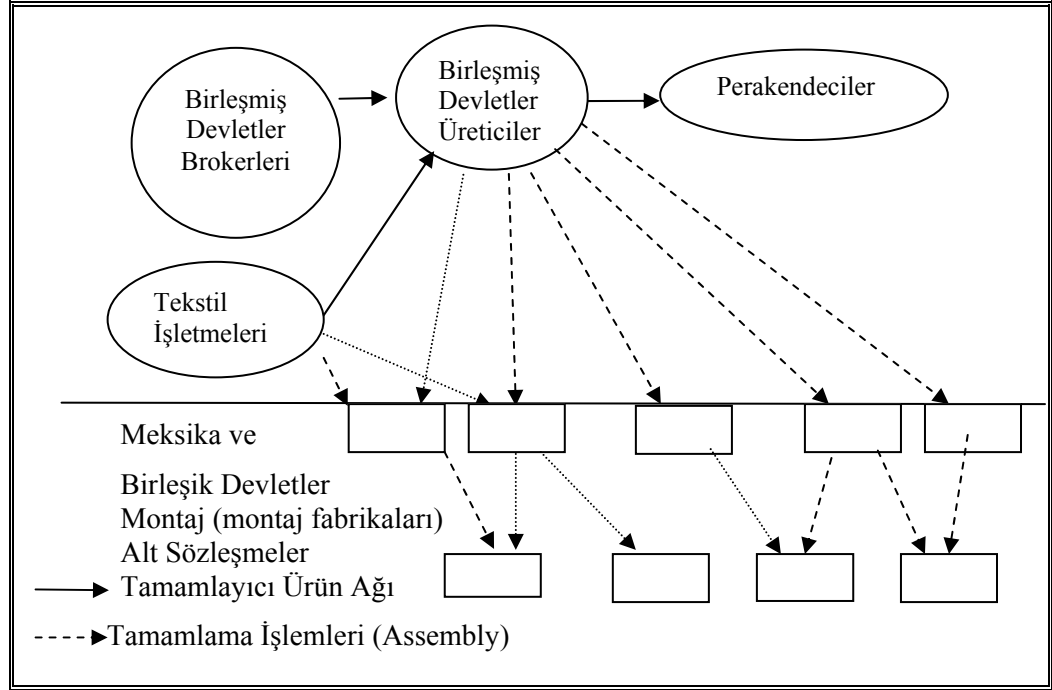 Birleşmiş
Devletler
Brokerleri
Birleşmiş
Devletler
Üreticiler
Perakendeciler
Tekstil
İşletmeleri
Meksika ve
Birleşik Devletler
Montaj (montaj fabrikaları)
Alt Sözleşmeler
Tamamlayıcı Ürün Ağı
Tamamlama İşlemleri (Assembly)